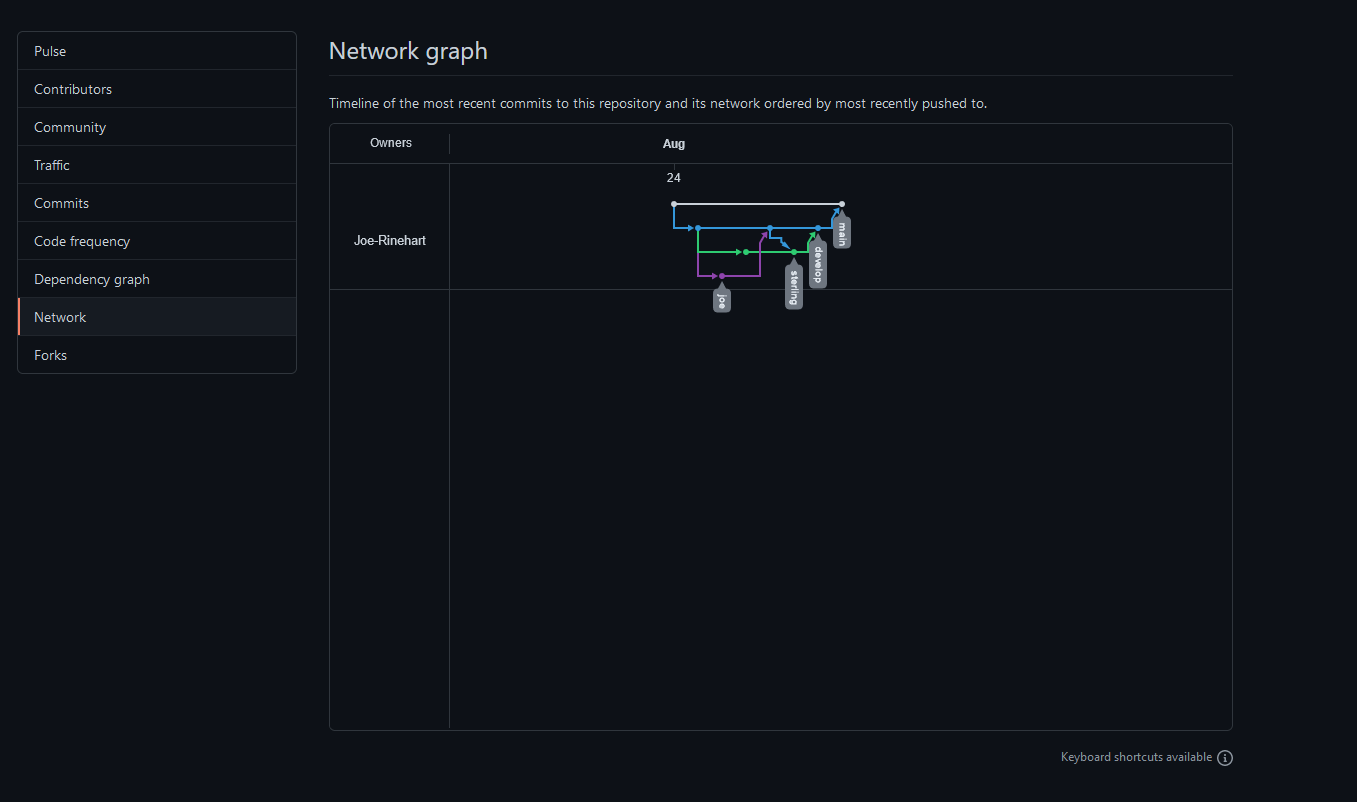 Pulse
Contributors
Community
Traffic
Commits
Code frequency
Dependency graph
Network
Forks
Network graph
Timeline of the most recent commits to this repository and its network ordered by most recently pushed to.
Owners
Aug
24
Joe-Rinehart
main
develop
sterling
joe
Keyboard shortcuts available